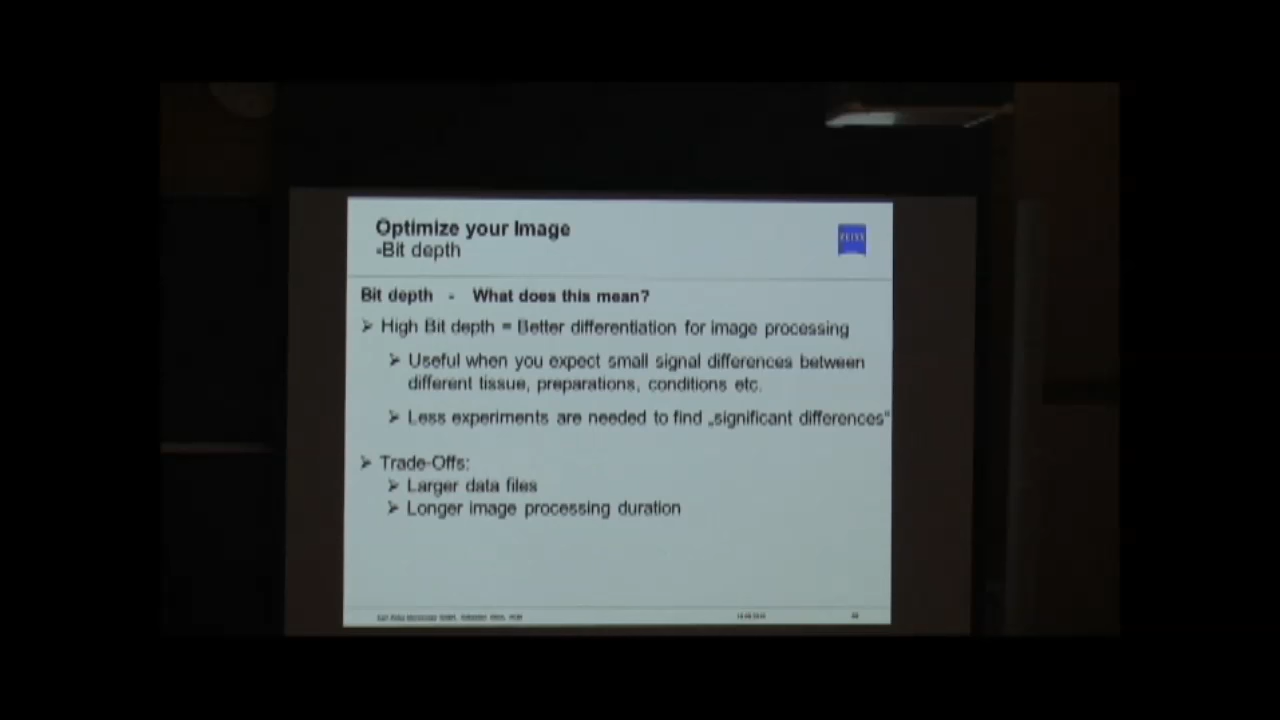 Optimize your Image
-Bit depth
ZEISS
Bit depth - What does this mean?
➢ High Bit depth = Better differentiation for image processing
➢ Useful when you expect small signal differences between
different tissue, preparations, conditions etc.
➢ Less experiments are needed to find „significant differences“
➢ Trade-Offs:
➢ Larger data files
➢ Longer image processing duration